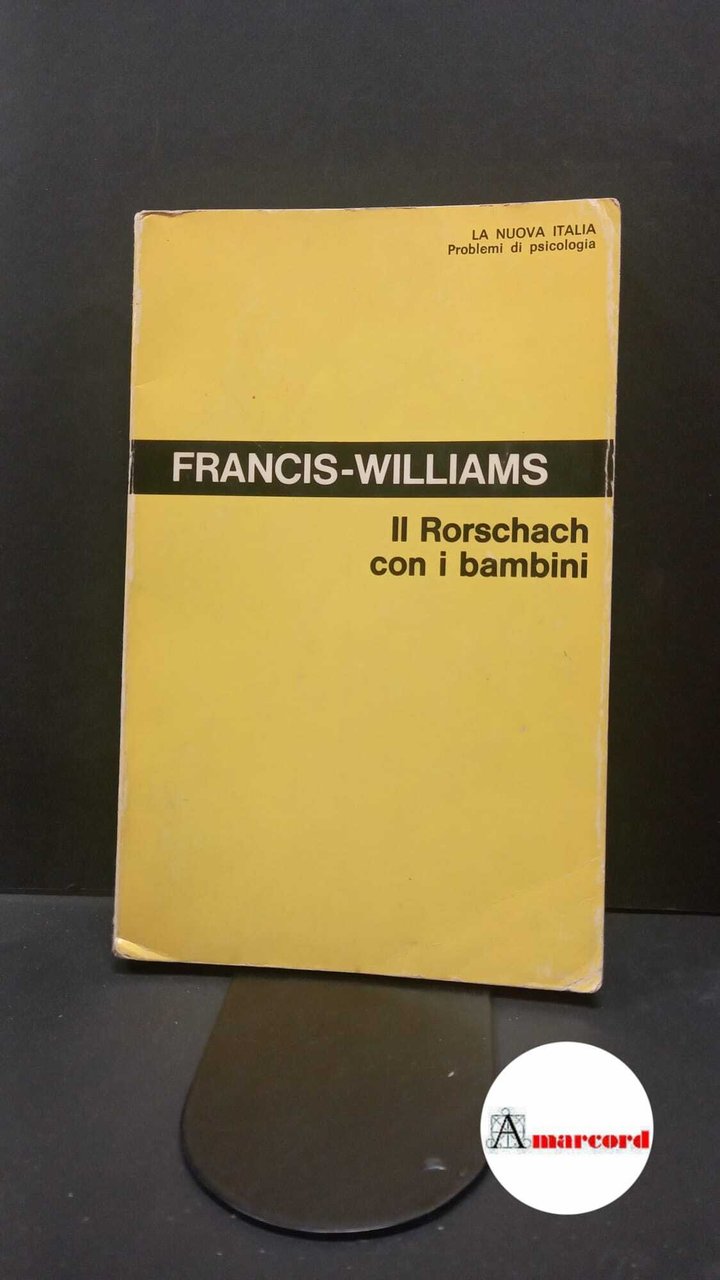 LA NUOVA ITALIA
Problemi di psicologia
FRANCIS-WILLIAMS
Il Rorschach
con i bambini
Amarcord